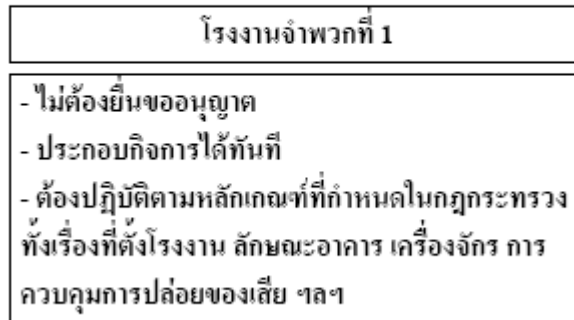 โรงงานจำพวกที่ 1
- ไม่ต้องยื่นขออนุญาต
- ประกอบกิจการได้ทันที
- ต้องปฏิบัติตามหลักเกณฑ์ที่กำหนดในกฎกระทรวง
ทั้งเรื่องที่ตั้งโรงงาน ลักษณะอาคาร เครื่องจักร การ
ควบคุมการปล่อยของเสีย ฯลฯ